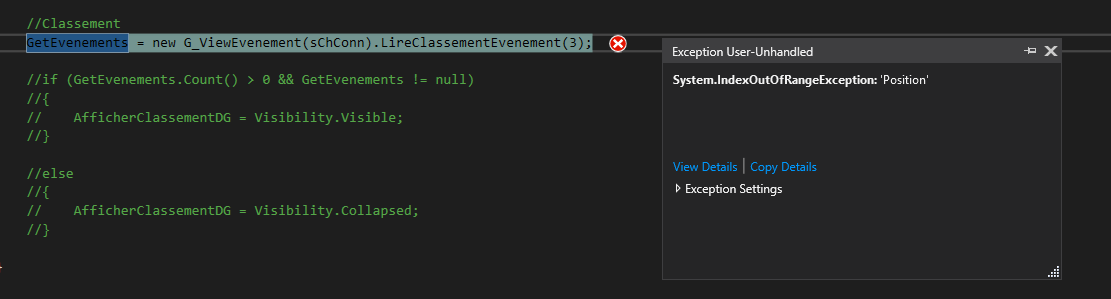 //Classement
GetEvenements = new G_ViewEvenement(sChConn).LireClassementEvenement(3);
//if (GetEvenements.Count() > 0 && GetEvenements != null)
//{
//    AfficherClassementDG = Visibility.Visible;
//}
//else
//{
//    AfficherClassementDG = Visibility.Collapsed;
//}
Exception User-Unhandled
System.IndexOutOfRangeException: 'Position'
View Details | Copy Details
Exception Settings